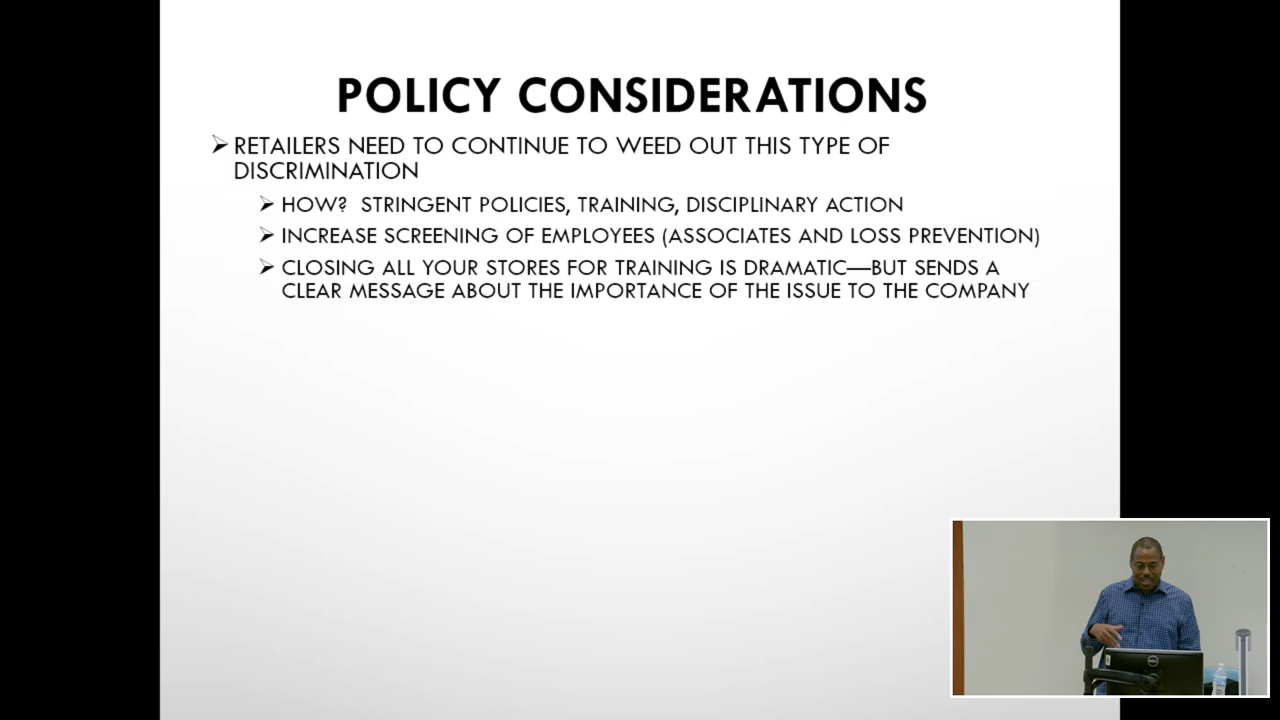 POLICY CONSIDERATIONS
RETAILERS NEED TO CONTINUE TO WEED OUT THIS TYPE OF
DISCRIMINATION
HOW? STRINGENT POLICIES, TRAINING, DISCIPLINARY ACTION
INCREASE SCREENING OF EMPLOYEES (ASSOCIATES AND LOSS PREVENTION)
CLOSING ALL YOUR STORES FOR TRAINING IS DRAMATIC—BUT SENDS A
CLEAR MESSAGE ABOUT THE IMPORTANCE OF THE ISSUE TO THE COMPANY
DELL